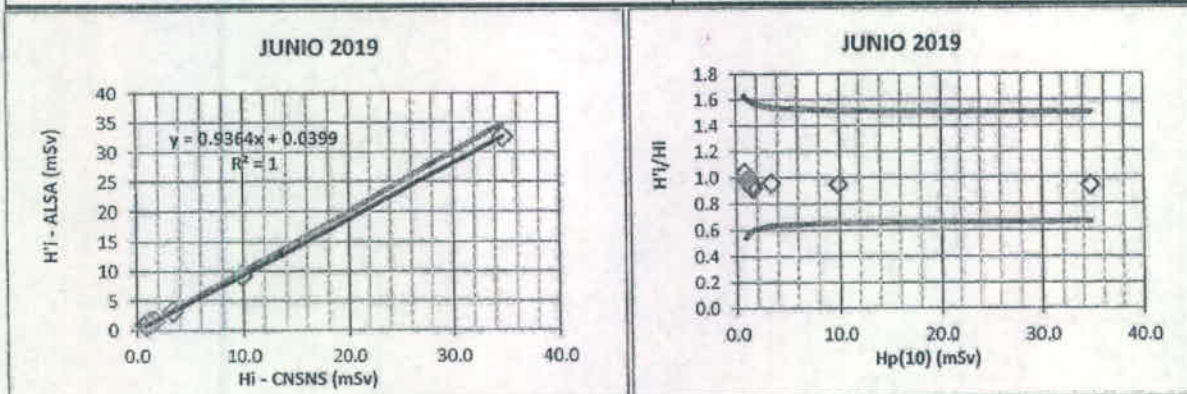 JUNIO 2019
40
35
30
25
20
15
10
5
0
y = 0.9364x + 0.0399
R² = 1
0.0 10.0 20.0 30.0 40.0
H'i - ALSA (mSv)
Hi - CNSNS (mSv)
JUNIO 2019
1.8
1.6
1.4
1.2
1.0
0.8
0.6
0.4
0.2
0.0
0.0 10.0 20.0 30.0 40.0
H'i/Hi
Hp(10) (mSv)